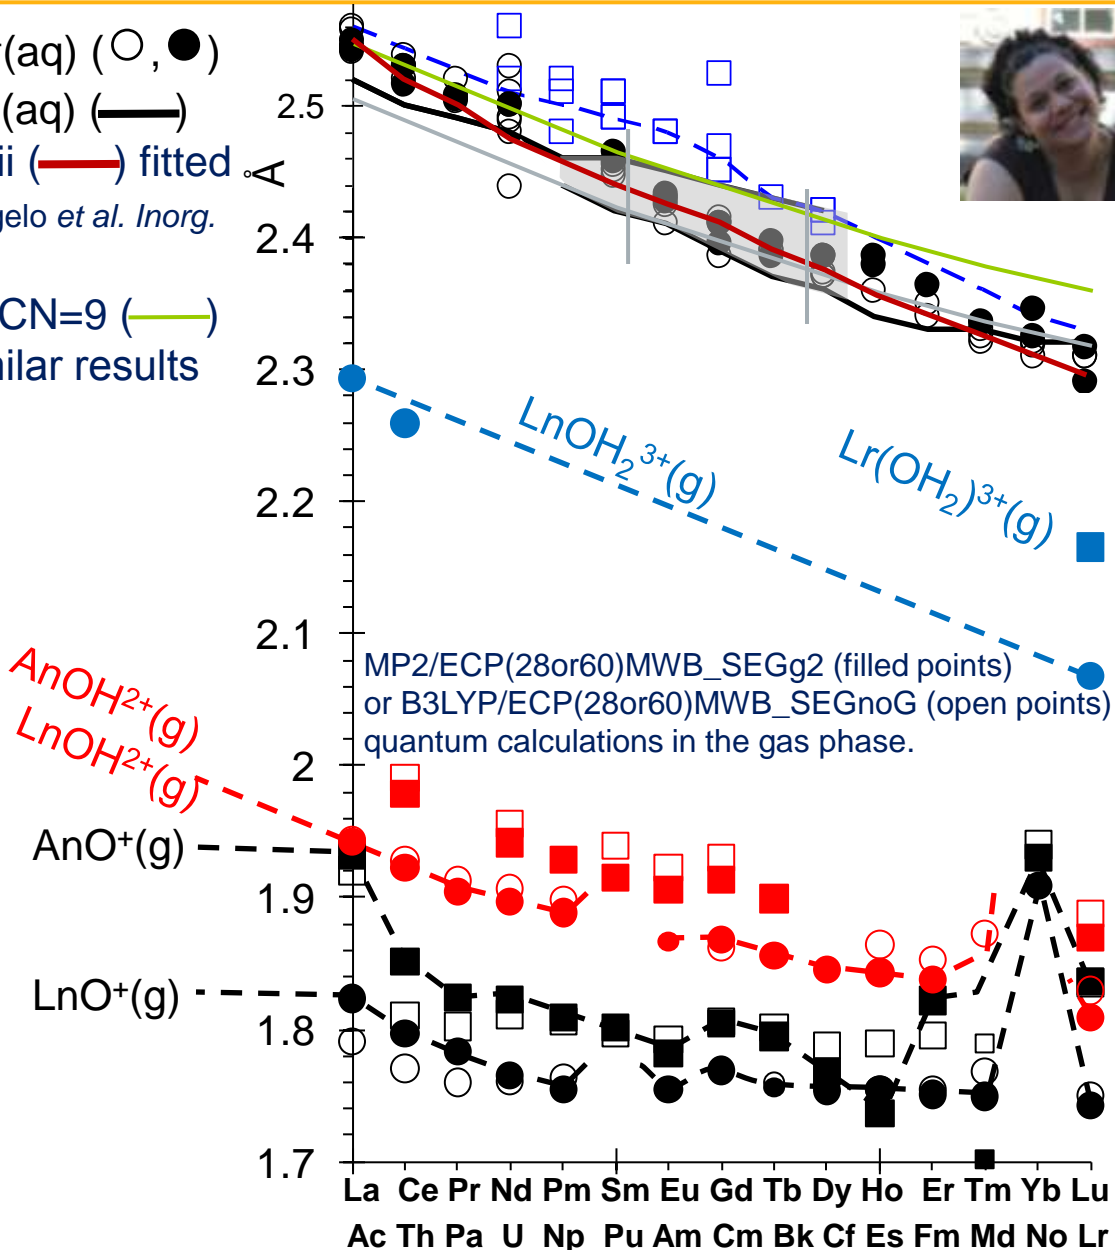 r(aq) (○,●)
(aq) (——)
ii (——) fitted
gelo et al. Inorg.
CN=9 (——)
nilar results
Å
2.5
2.4
2.3
2.2
2.1
2
1.9
1.8
1.7
LnOH₂³⁺(g)
Lr(OH₂)³⁺(g)
MP2/ECP(28or60)MWB_SEGg2 (filled points)
or B3LYP/ECP(28or60)MWB_SEGnoG (open points)
quantum calculations in the gas phase.
AnOH²⁺(g)
LnOH²⁺(g)
AnO⁺(g)
LnO⁺(g)
La Ce Pr Nd Pm Sm Eu Gd Tb Dy Ho Er Tm Yb Lu
Ac Th Pa U Np Pu Am Cm Bk Cf Es Fm Md No Lr